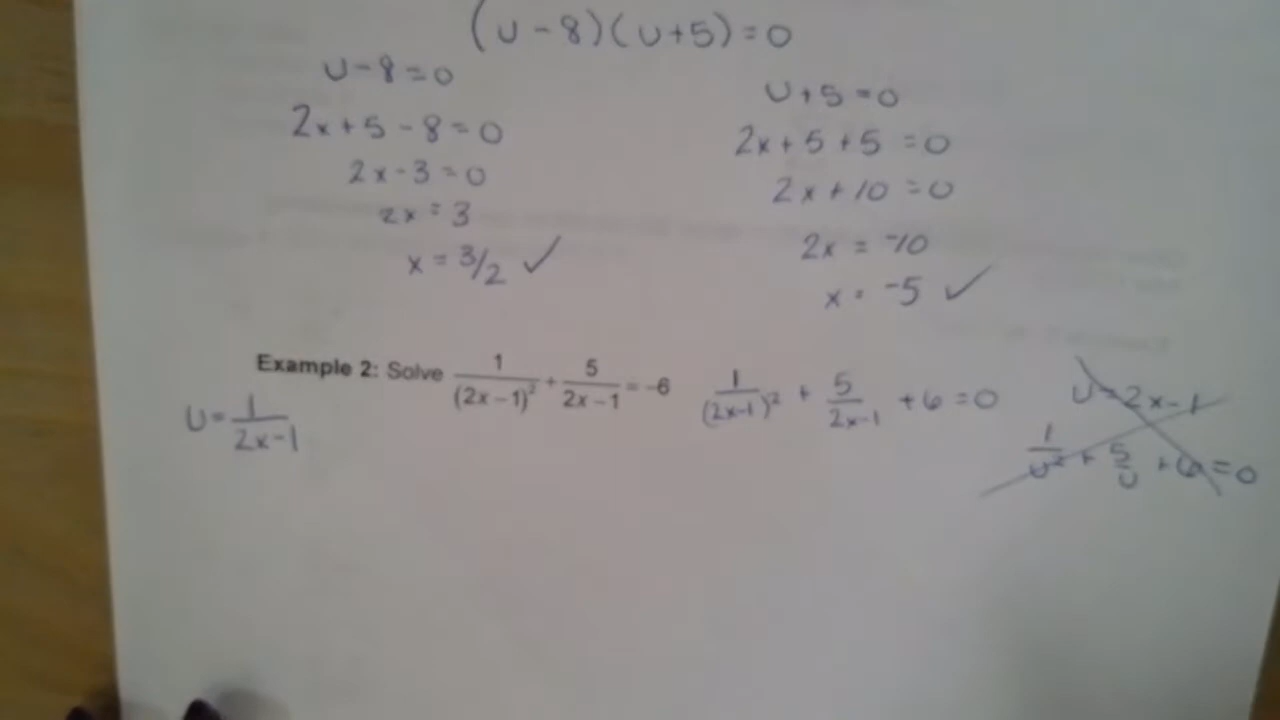 (u - 8)(u + 5) = 0
u - 8 = 0
2x + 5 - 8 = 0
2x - 3 = 0
2x = 3
x = 3/2 ✓
u + 5 = 0
2x + 5 + 5 = 0
2x + 10 = 0
2x = -10
x = -5 ✓
Example 2: Solve 1/(2x – 1)² + 5/(2x – 1) = –6
1/(2x-1)² + 5/(2x-1) + 6 = 0
u = 2x - 1
1/u² + 5/u + 6 = 0
u = 1/(2x-1)